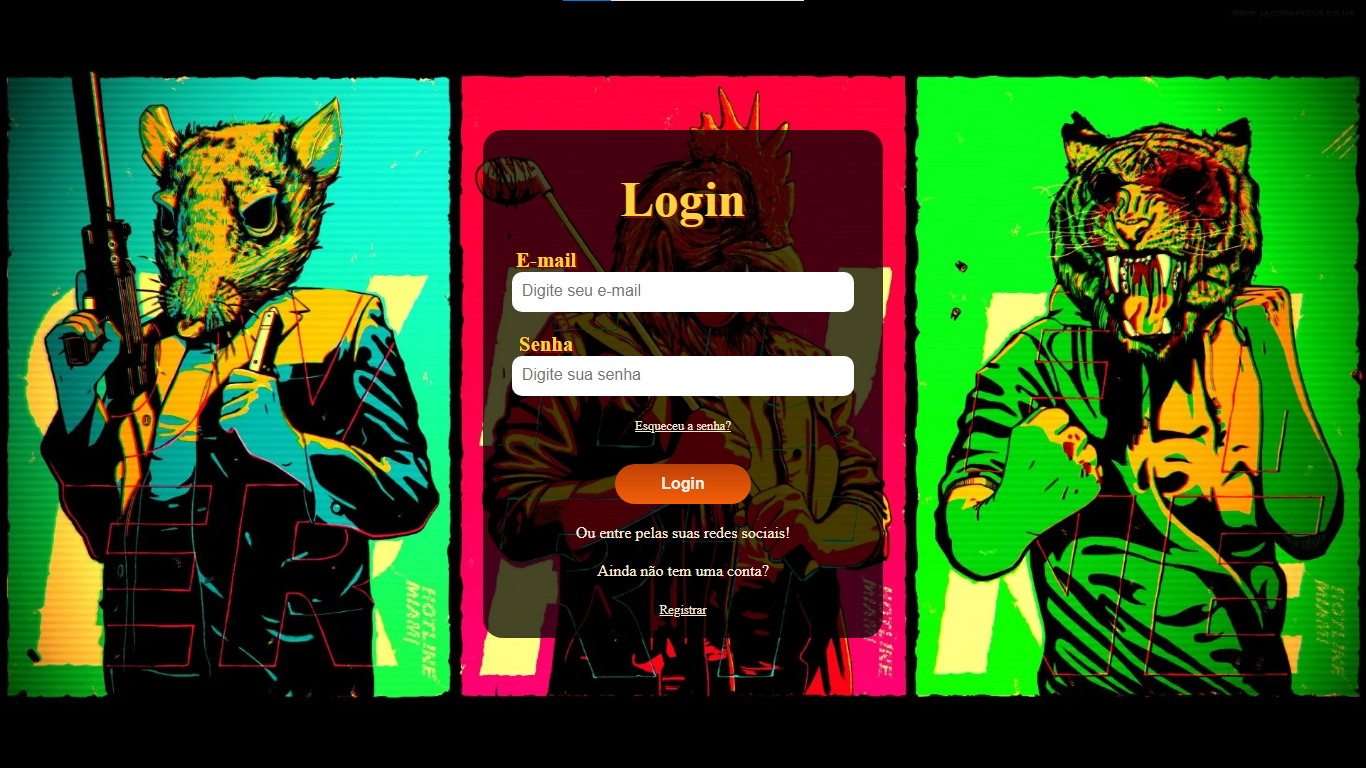 Login
E-mail
Digite seu e-mail
Senha
Digite sua senha
Esqueceu a senha?
Login
Ou entre pelas suas redes sociais!
Ainda não tem uma conta?
Registrar
HOTLINE
MIAMI
HOTLINE
MIAMI
HOTLINE
MIAMI